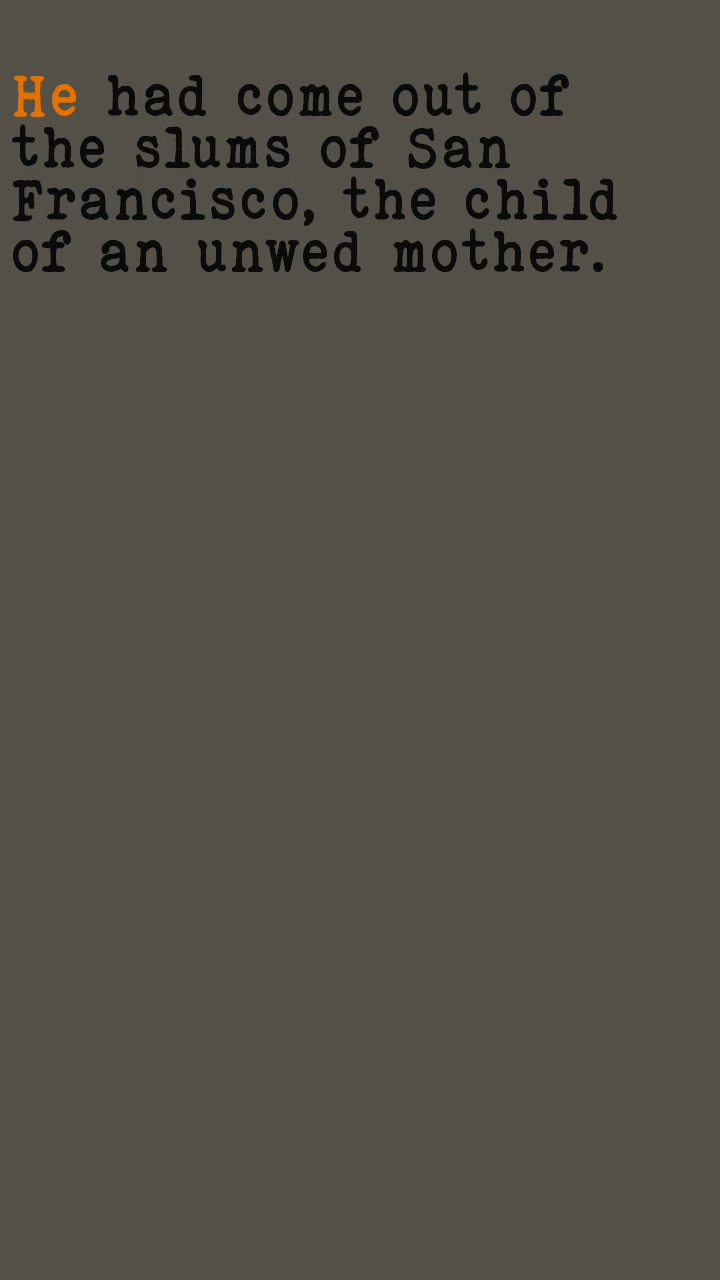 He had come out of
the slums of San
Francisco, the child
of an unwed mother.